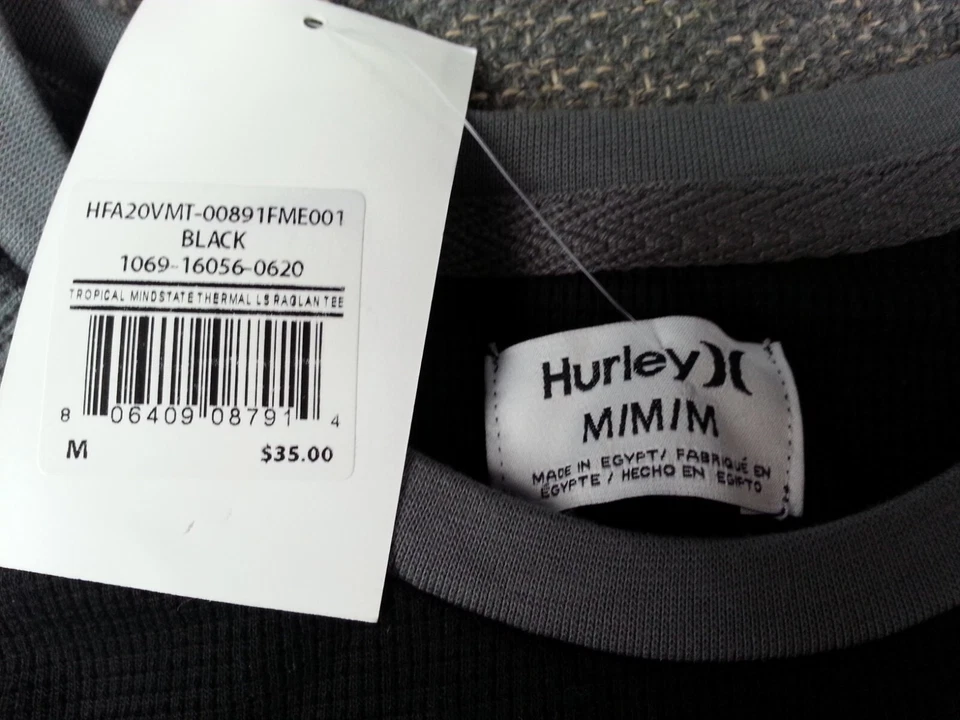 HFA20VMT-00891FME001
BLACK
1069-16056-0620
TROPICAL MINDSTATE THERMAL LS RAGLAN TEE
8 06409 08791 4
M $35.00
Hurley
M/M/M
MADE IN EGYPT/ FABRIQUÉ EN
ÉGYPTE / HECHO EN EGIPTO